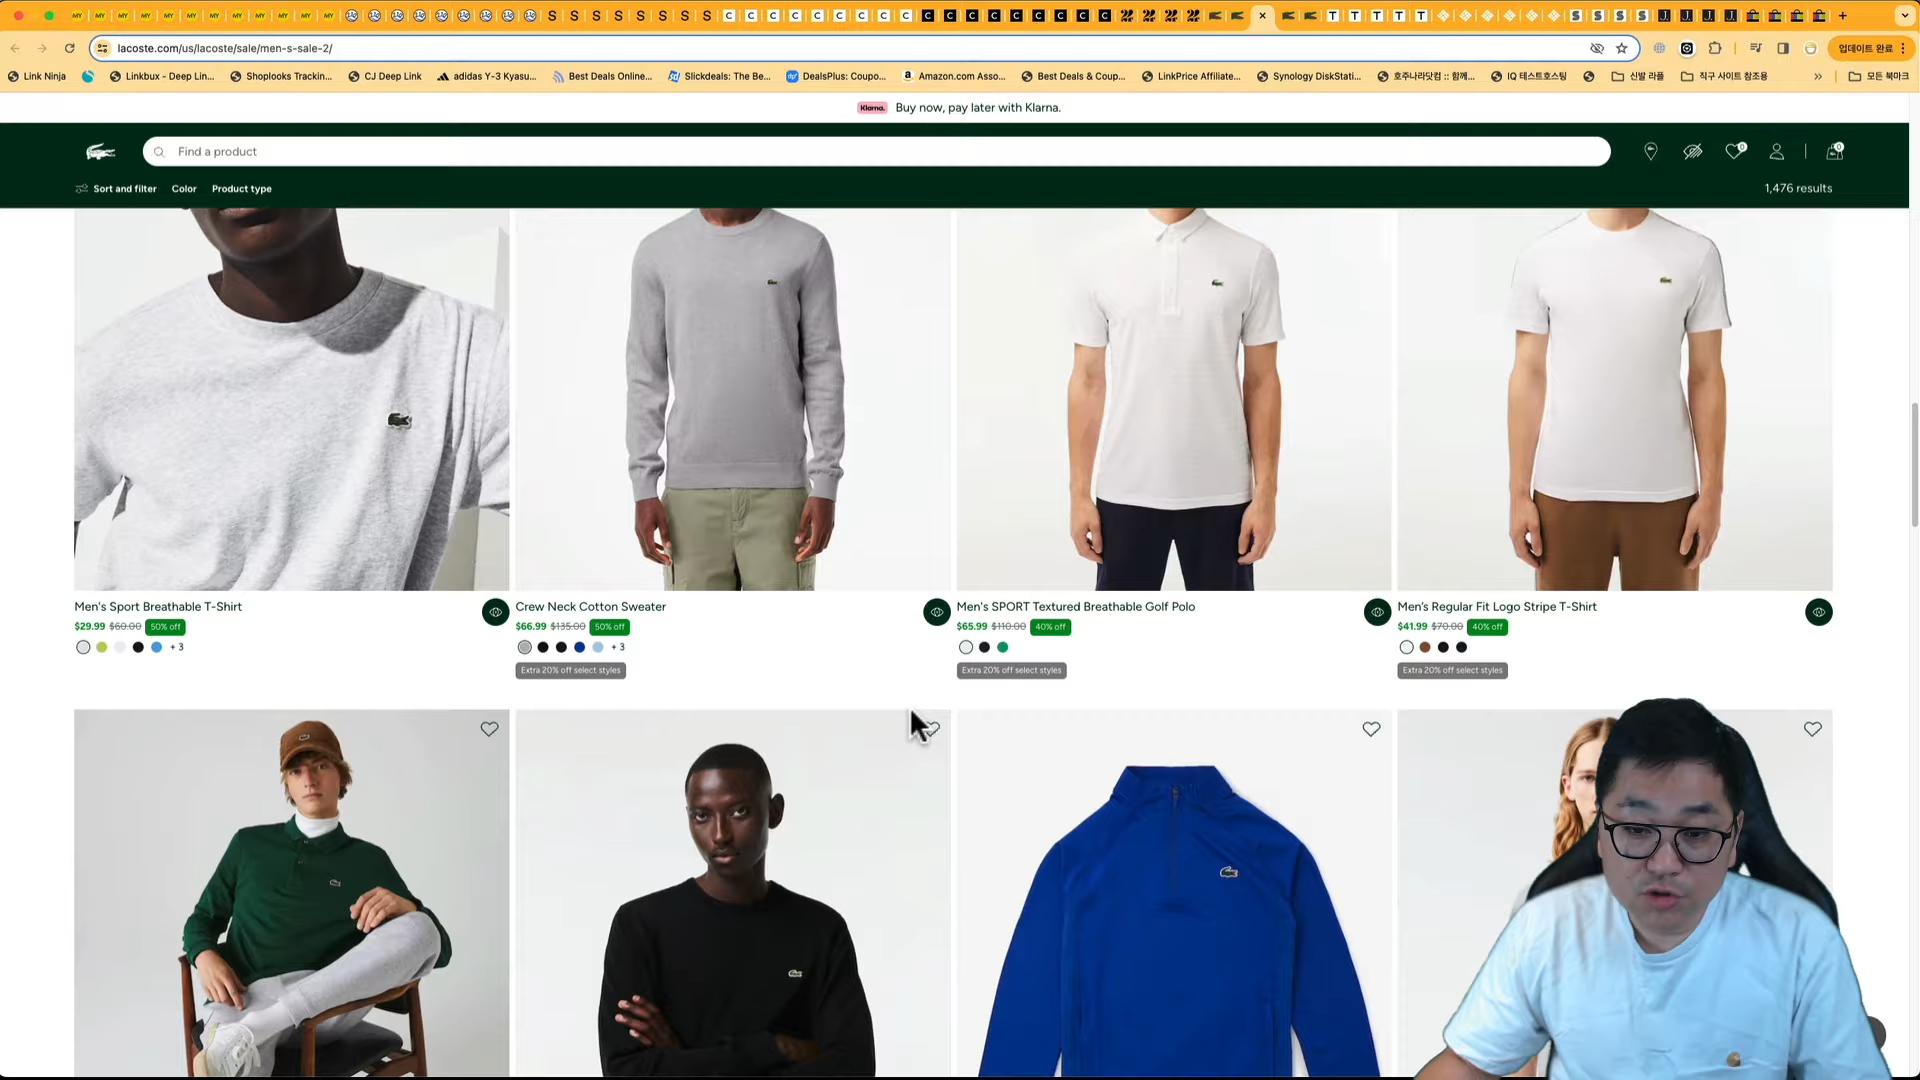 lacoste.com/us/lacoste/sale/men-s-sale-2/
업데이트 완료
Link Ninja
Linkbux - Deep Lin...
Shoplooks Trackin...
CJ Deep Link
adidas Y-3 Kyasu...
Best Deals Online...
Slickdeals: The Be...
DealsPlus: Coupo...
Amazon.com Asso...
Best Deals & Coup...
LinkPrice Affiliate...
Synology DiskStati...
호주나라닷컴 :: 함께...
IQ 테스트호스팅
신발 라플
직구 사이트 참조용
»
모든 북마크
Klarna. Buy now, pay later with Klarna.
Find a product
0
0
Sort and filter Color Product type
1,476 results
Men's Sport Breathable T-Shirt
$29.99 $60.00 50% off
+ 3
Crew Neck Cotton Sweater
$66.99 $135.00 50% off
+ 3
Extra 20% off select styles
Men's SPORT Textured Breathable Golf Polo
$65.99 $110.00 40% off
Extra 20% off select styles
Men's Regular Fit Logo Stripe T-Shirt
$41.99 $70.00 40% off
Extra 20% off select styles